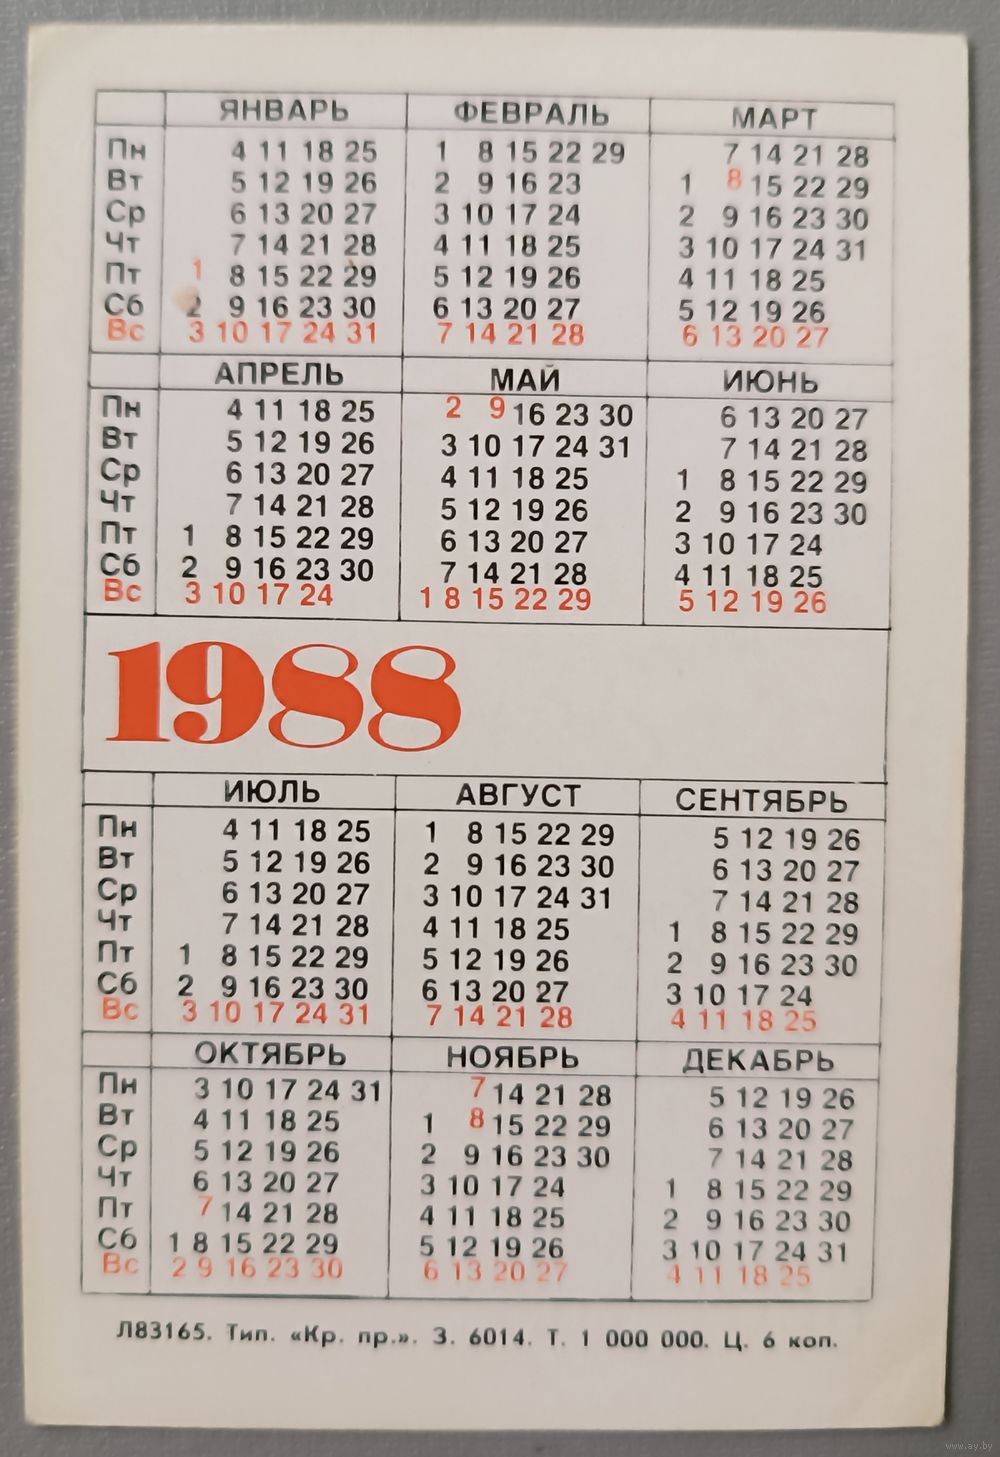 ЯНВАРЬ ФЕВРАЛЬ МАРТ
Пн 4 11 18 25 1 8 15 22 29 7 14 21 28
Вт 5 12 19 26 2 9 16 23 1 8 15 22 29
Ср 6 13 20 27 3 10 17 24 2 9 16 23 30
Чт 7 14 21 28 4 11 18 25 3 10 17 24 31
Пт 1 8 15 22 29 5 12 19 26 4 11 18 25
Сб 2 9 16 23 30 6 13 20 27 5 12 19 26
Вс 3 10 17 24 31 7 14 21 28 6 13 20 27
АПРЕЛЬ МАЙ ИЮНЬ
Пн 4 11 18 25 2 9 16 23 30 6 13 20 27
Вт 5 12 19 26 3 10 17 24 31 7 14 21 28
Ср 6 13 20 27 4 11 18 25 1 8 15 22 29
Чт 7 14 21 28 5 12 19 26 2 9 16 23 30
Пт 1 8 15 22 29 6 13 20 27 3 10 17 24
Сб 2 9 16 23 30 7 14 21 28 4 11 18 25
Вс 3 10 17 24 1 8 15 22 29 5 12 19 26
1988
ИЮЛЬ АВГУСТ СЕНТЯБРЬ
Пн 4 11 18 25 1 8 15 22 29 5 12 19 26
Вт 5 12 19 26 2 9 16 23 30 6 13 20 27
Ср 6 13 20 27 3 10 17 24 31 7 14 21 28
Чт 7 14 21 28 4 11 18 25 1 8 15 22 29
Пт 1 8 15 22 29 5 12 19 26 2 9 16 23 30
Сб 2 9 16 23 30 6 13 20 27 3 10 17 24
Вс 3 10 17 24 31 7 14 21 28 4 11 18 25
ОКТЯБРЬ НОЯБРЬ ДЕКАБРЬ
Пн 3 10 17 24 31 7 14 21 28 5 12 19 26
Вт 4 11 18 25 1 8 15 22 29 6 13 20 27
Ср 5 12 19 26 2 9 16 23 30 7 14 21 28
Чт 6 13 20 27 3 10 17 24 1 8 15 22 29
Пт 7 14 21 28 4 11 18 25 2 9 16 23 30
Сб 1 8 15 22 29 5 12 19 26 3 10 17 24 31
Вс 2 9 16 23 30 6 13 20 27 4 11 18 25
Л83165. Тип. «Кр. пр.». З. 6014. Т. 1 000 000. Ц. 6 коп.
www.ay.by